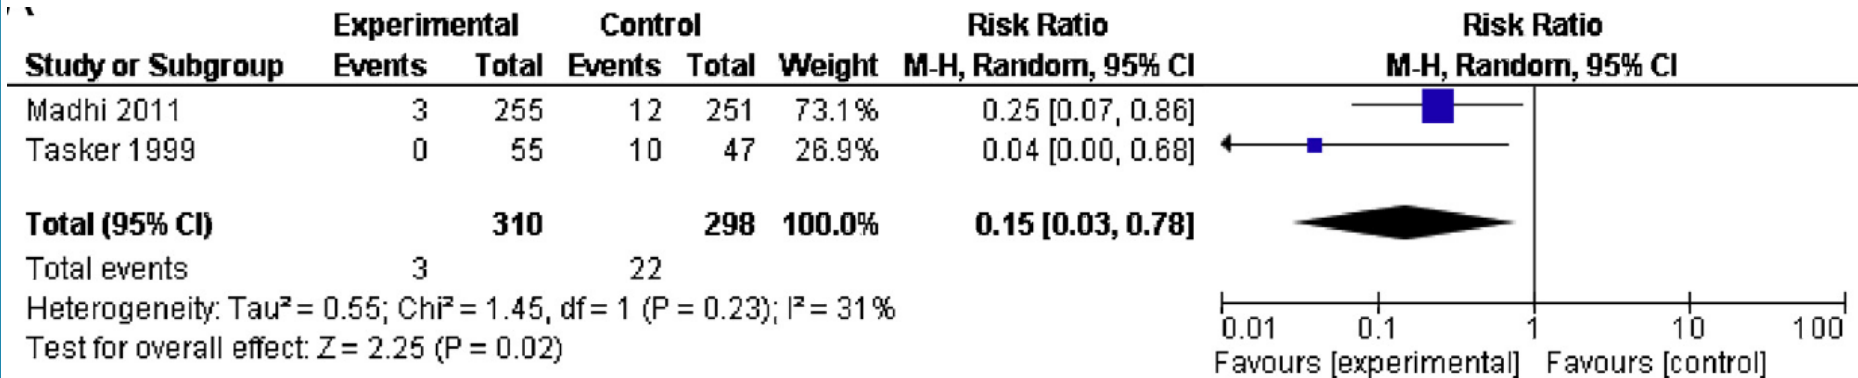 Experimental Control Risk Ratio Risk Ratio
Study or Subgroup Events Total Events Total Weight M-H, Random, 95% CI M-H, Random, 95% CI
Madhi 2011 3 255 12 251 73.1% 0.25 [0.07, 0.86]
Tasker 1999 0 55 10 47 26.9% 0.04 [0.00, 0.68]
Total (95% CI) 310 298 100.0% 0.15 [0.03, 0.78]
Total events 3 22
Heterogeneity: Tau² = 0.55; Chi² = 1.45, df = 1 (P = 0.23); I² = 31%
Test for overall effect: Z = 2.25 (P = 0.02)
0.01 0.1 1 10 100
Favours [experimental] Favours [control]